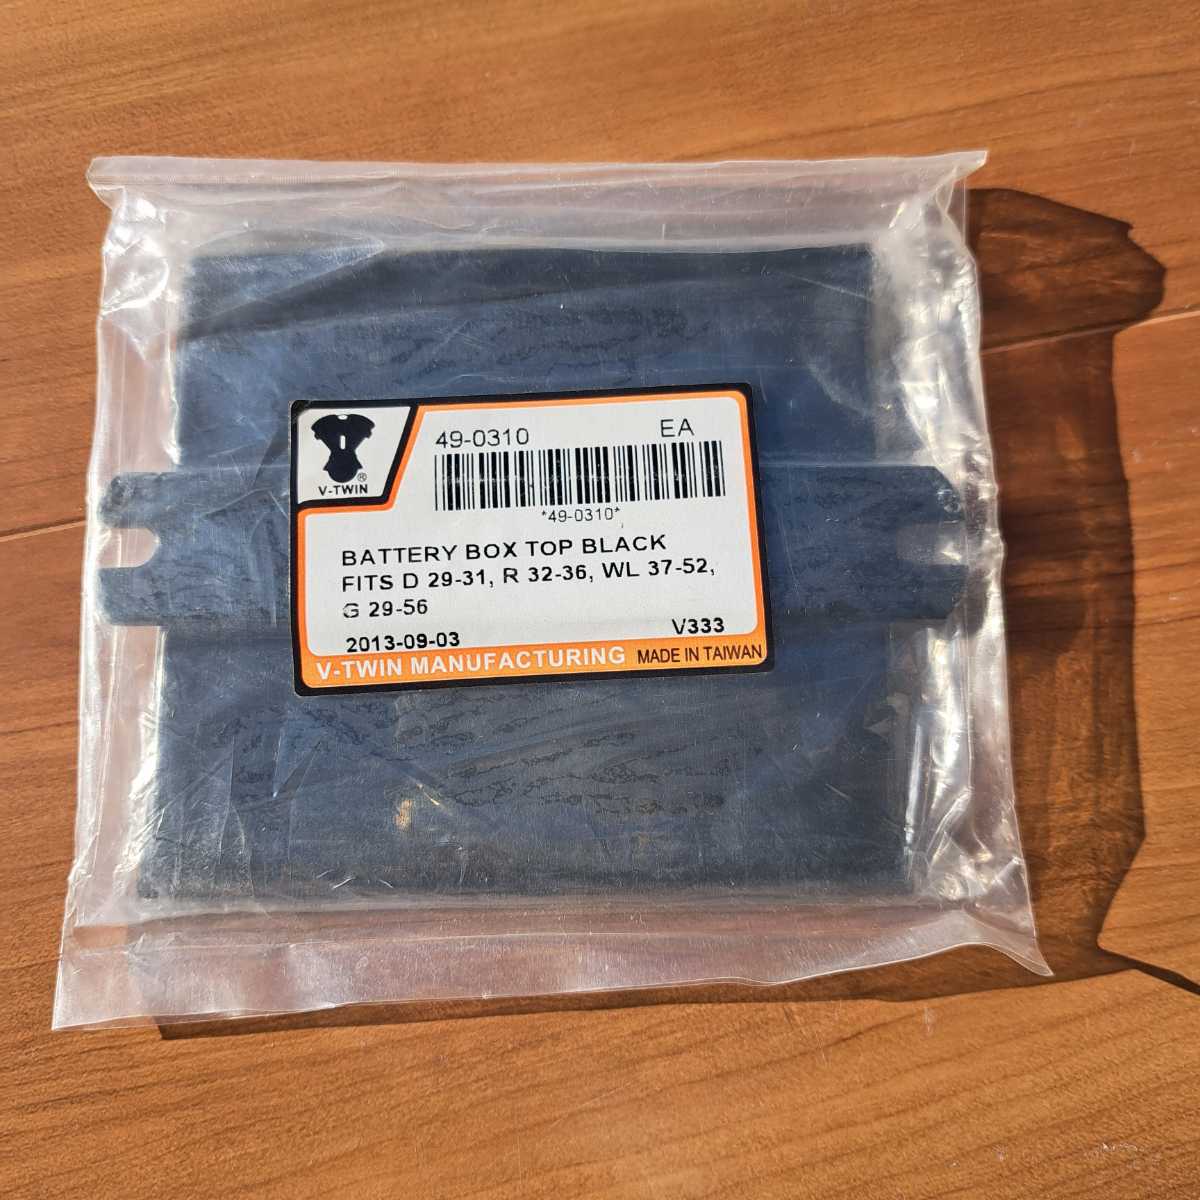 49-0310 EA
V-TWIN ®
*49-0310*
BATTERY BOX TOP BLACK
FITS D 29-31, R 32-36, WL 37-52,
G 29-56
2013-09-03 V333
V-TWIN MANUFACTURING MADE IN TAIWAN